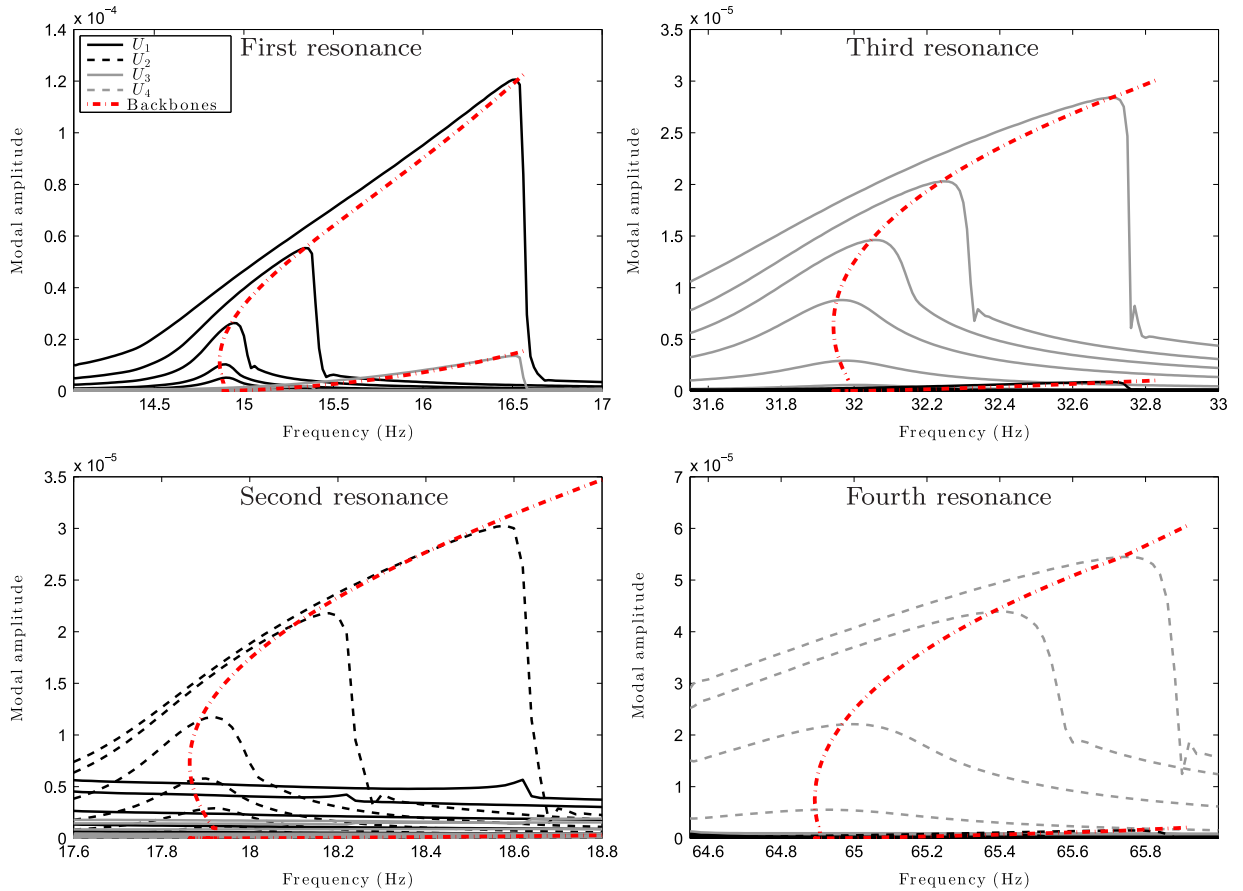 × 10⁻⁴
First resonance
U₁
U₂
U₃
U₄
Backbones
1.4
1.2
1
0.8
0.6
0.4
0.2
0
Modal amplitude
14.5 15 15.5 16 16.5 17
Frequency (Hz)
× 10⁻⁵
Third resonance
3.5
3
2.5
2
1.5
1
0.5
0
Modal amplitude
31.6 31.8 32 32.2 32.4 32.6 32.8 33
Frequency (Hz)
× 10⁻⁵
Second resonance
3.5
3
2.5
2
1.5
1
0.5
0
Modal amplitude
17.6 17.8 18 18.2 18.4 18.6 18.8
Frequency (Hz)
× 10⁻⁵
Fourth resonance
7
6
5
4
3
2
1
0
Modal amplitude
64.6 64.8 65 65.2 65.4 65.6 65.8
Frequency (Hz)